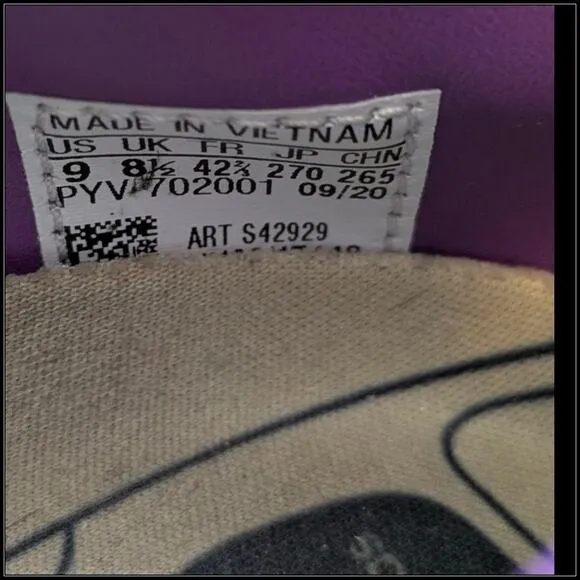 MADE IN VIETNAM
US UK FR JP CHN
9 8½ 42⅔ 270 265
PYV 702001 09/20
ART S42929